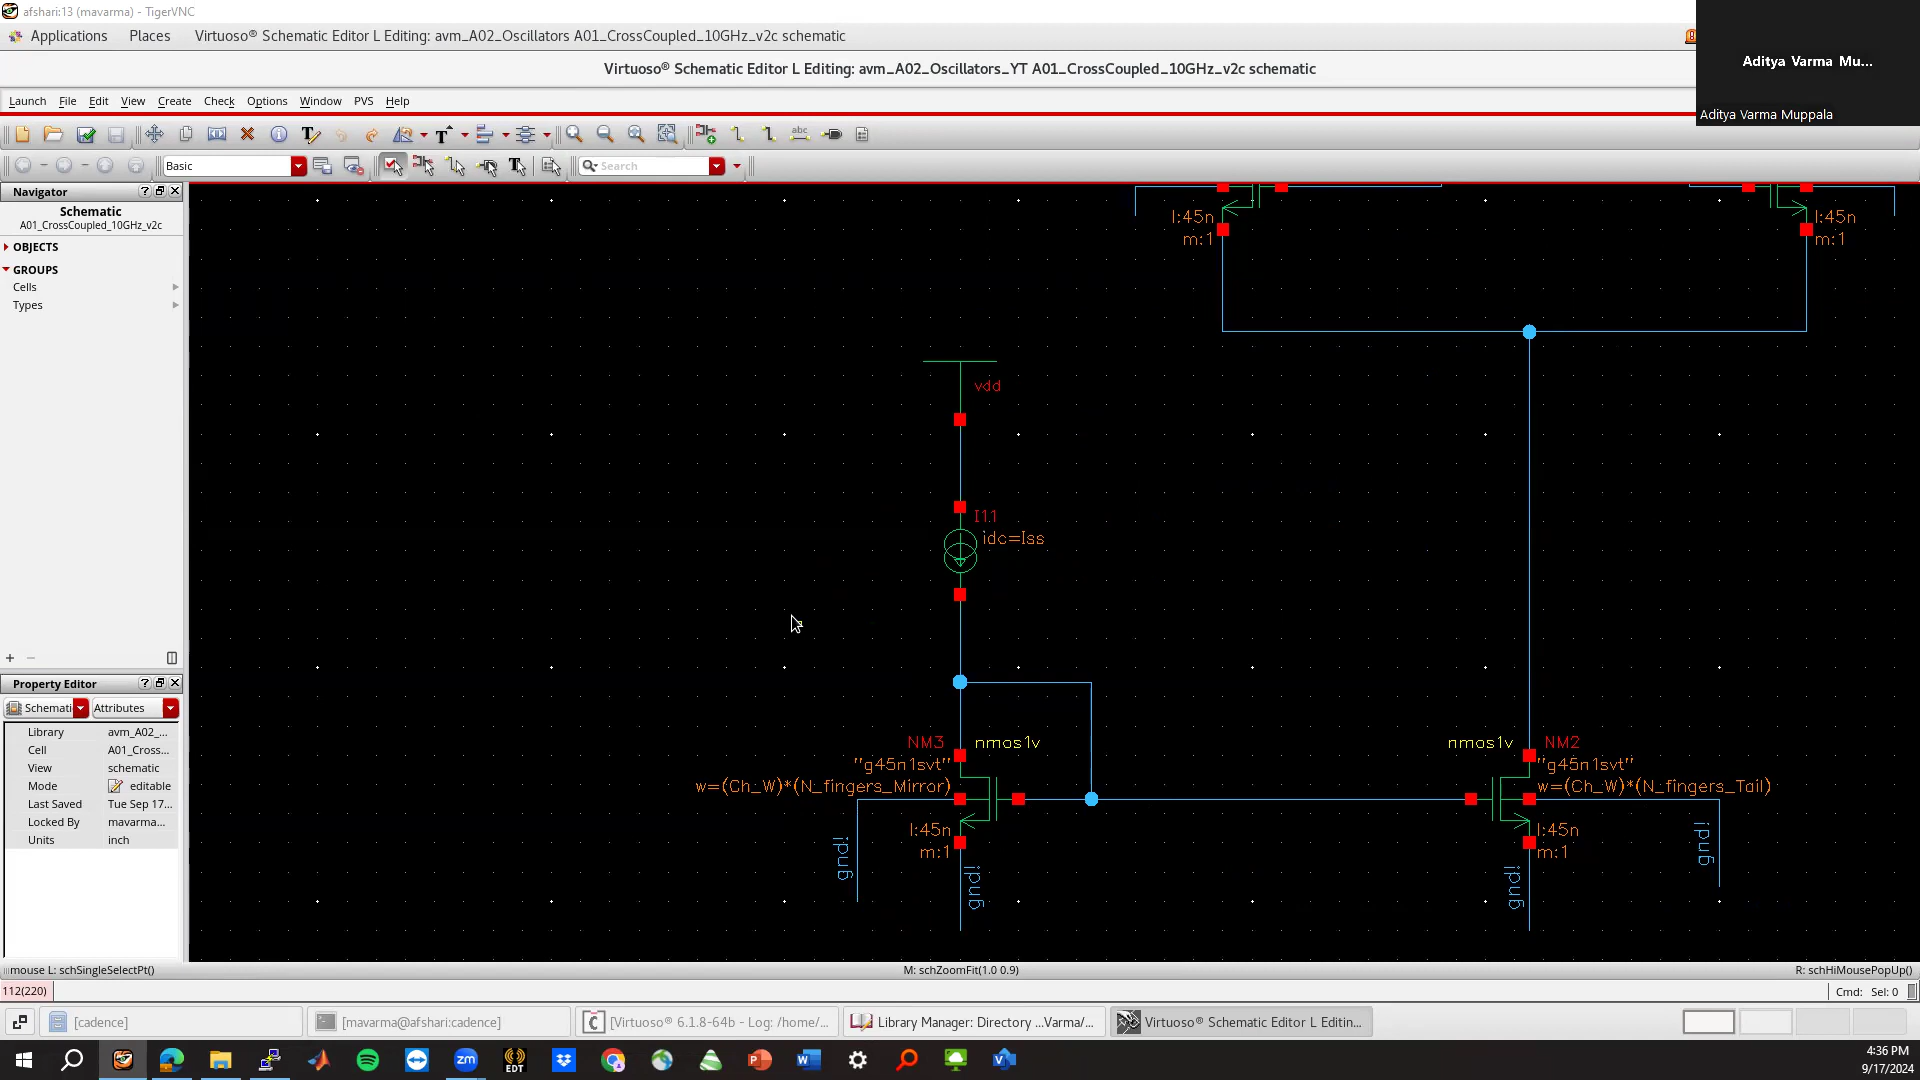 afshari:13 (mavarma) - TigerVNC
Applications Places Virtuoso® Schematic Editor L Editing: avm_A02_Oscillators A01_CrossCoupled_10GHz_v2c schematic
Virtuoso® Schematic Editor L Editing: avm_A02_Oscillators_YT A01_CrossCoupled_10GHz_v2c schematic
Aditya Varma Mu...
Aditya Varma Muppala
Launch File Edit View Create Check Options Window PVS Help
abc
Basic
Search
Navigator
Schematic
A01_CrossCoupled_10GHz_v2c
OBJECTS
GROUPS
Cells
Types
Property Editor
Schemati Attributes
Library avm_A02_...
Cell A01_Cross...
View schematic
Mode editable
Last Saved Tue Sep 17...
Locked By mavarma...
Units inch
l:45n
m:1
l:45n
m:1
vdd
I11
idc=Iss
NM3 nmos1v
"g45n1svt"
w=(Ch_W)*(N_fingers_Mirror)
l:45n
m:1
gnd!
gnd!
nmos1v NM2
"g45n1svt"
w=(Ch_W)*(N_fingers_Tail)
l:45n
m:1
gnd!
gnd!
mouse L: schSingleSelectPt() M: schZoomFit(1.0 0.9) R: schHiMousePopUp()
112(220) Cmd: Sel: 0
[cadence] [mavarma@afshari:cadence] [Virtuoso® 6.1.8-64b - Log: /home/... Library Manager: Directory ...Varma/... Virtuoso® Schematic Editor L Editin...
zm
EDT
4:36 PM
9/17/2024